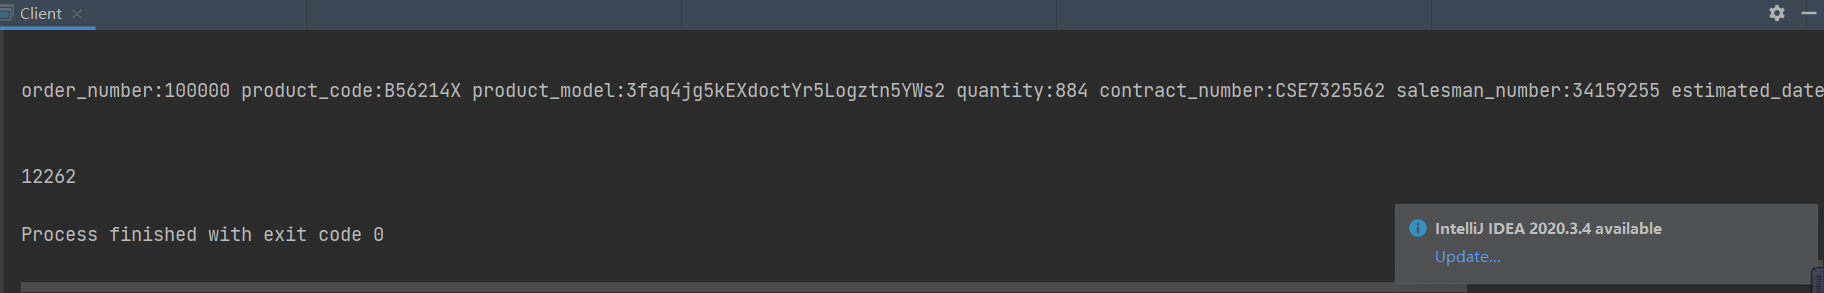 Client
order_number:100000 product_code:B56214X product_model:3faq4jg5kEXdoctYr5Logztn5YWs2 quantity:884 contract_number:CSE7325562 salesman_number:34159255 estimated_date
12262
Process finished with exit code 0
IntelliJ IDEA 2020.3.4 available
Update...